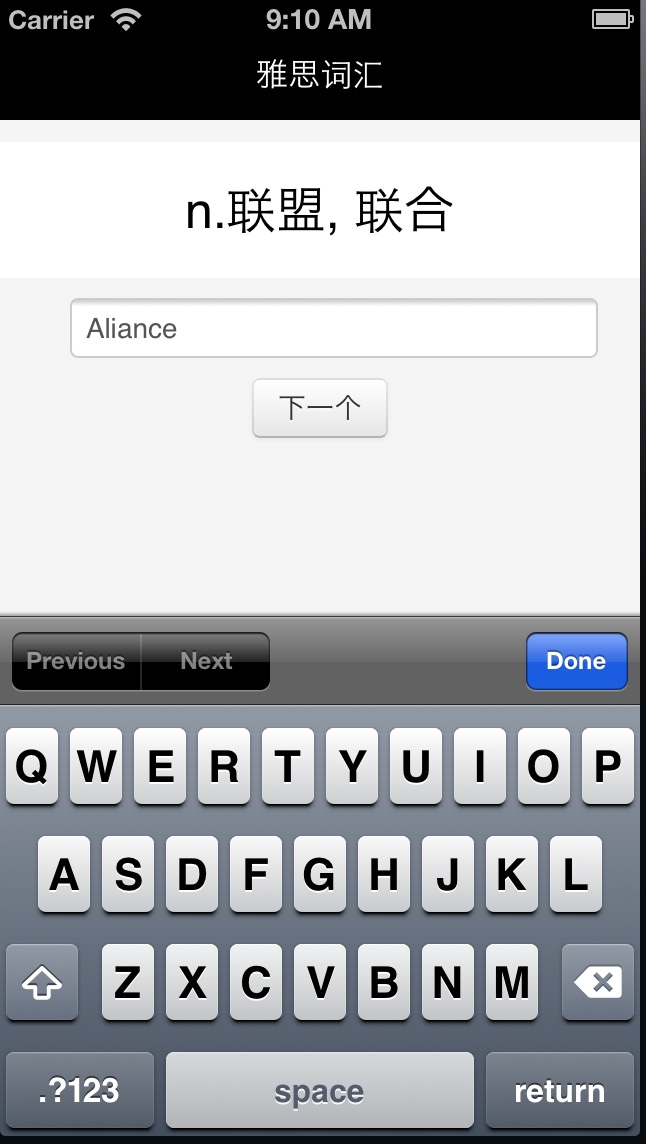 Carrier 9:10 AM
雅思词汇
n.联盟, 联合
Aliance
下一个
Previous Next Done
Q W E R T Y U I O P
A S D F G H J K L
Z X C V B N M
.?123 space return